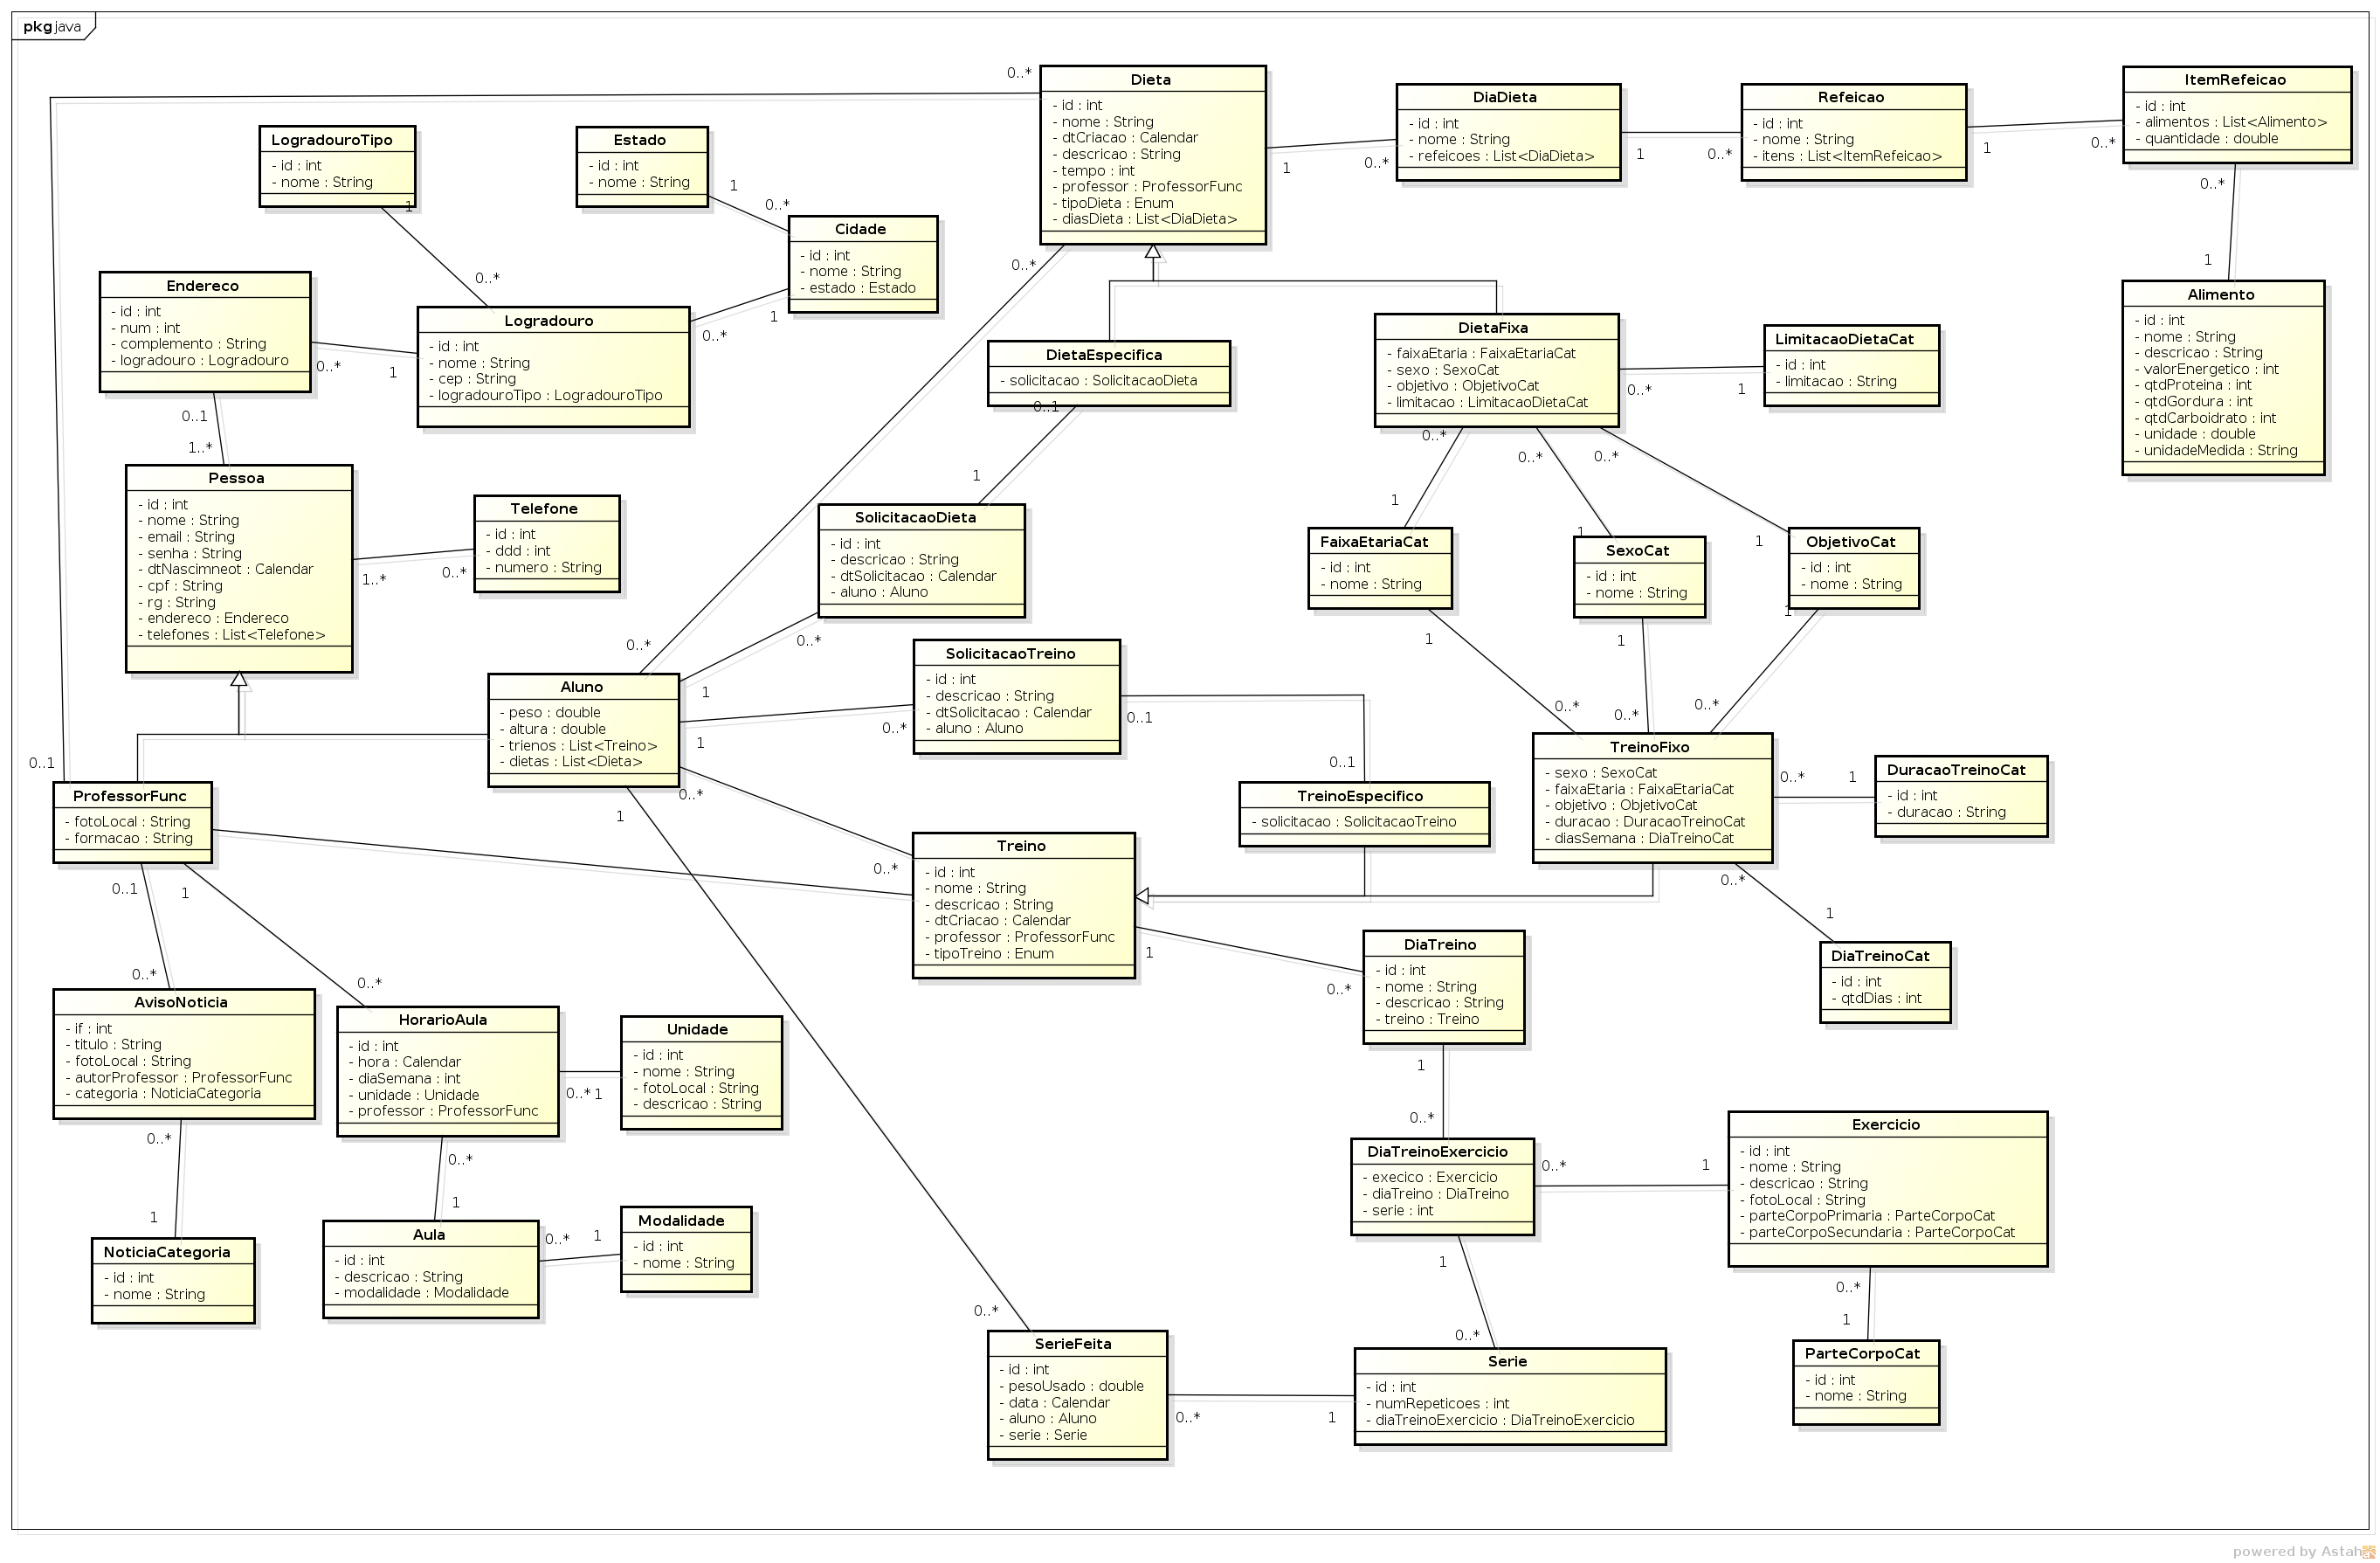 pkg java
Dieta
- id : int
- nome : String
- dtCriacao : Calendar
- descricao : String
- tempo : int
- professor : ProfessorFunc
- tipoDieta : Enum
- diasDieta : List<DiaDieta>
0..*
0..*
1
DiaDieta
- id : int
- nome : String
- refeicoes : List<DiaDieta>
0..*
1
Refeicao
- id : int
- nome : String
- itens : List<ItemRefeicao>
0..*
1
ItemRefeicao
- id : int
- alimentos : List<Alimento>
- quantidade : double
0..*
0..*
1
Alimento
- id : int
- nome : String
- descricao : String
- valorEnergetico : int
- qtdProteina : int
- qtdGordura : int
- qtdCarboidrato : int
- unidade : double
- unidadeMedida : String
LogradouroTipo
- id : int
- nome : String
1
0..*
Estado
- id : int
- nome : String
1
0..*
Cidade
- id : int
- nome : String
- estado : Estado
1
0..*
Endereco
- id : int
- num : int
- complemento : String
- logradouro : Logradouro
0..*
1
0..1
1..*
Logradouro
- id : int
- nome : String
- cep : String
- logradouroTipo : LogradouroTipo
DietaEspecifica
- solicitacao : SolicitacaoDieta
0..1
1
DietaFixa
- faixaEtaria : FaixaEtariaCat
- sexo : SexoCat
- objetivo : ObjetivoCat
- limitacao : LimitacaoDietaCat
0..*
1
0..*
0..*
0..*
1
1
1
LimitacaoDietaCat
- id : int
- limitacao : String
Pessoa
- id : int
- nome : String
- email : String
- senha : String
- dtNascimneot : Calendar
- cpf : String
- rg : String
- endereco : Endereco
- telefones : List<Telefone>
1..*
0..*
Telefone
- id : int
- ddd : int
- numero : String
SolicitacaoDieta
- id : int
- descricao : String
- dtSolicitacao : Calendar
- aluno : Aluno
0..*
1
FaixaEtariaCat
- id : int
- nome : String
1
0..*
SexoCat
- id : int
- nome : String
1
0..*
ObjetivoCat
- id : int
- nome : String
1
0..*
SolicitacaoTreino
- id : int
- descricao : String
- dtSolicitacao : Calendar
- aluno : Aluno
0..*
1
0..1
0..1
Aluno
- peso : double
- altura : double
- trienos : List<Treino>
- dietas : List<Dieta>
0..*
0..*
0..*
1
0..*
ProfessorFunc
- fotoLocal : String
- formacao : String
0..1
0..1
0..*
1
0..*
TreinoEspecifico
- solicitacao : SolicitacaoTreino
TreinoFixo
- sexo : SexoCat
- faixaEtaria : FaixaEtariaCat
- objetivo : ObjetivoCat
- duracao : DuracaoTreinoCat
- diasSemana : DiaTreinoCat
0..*
1
0..*
1
DuracaoTreinoCat
- id : int
- duracao : String
Treino
- id : int
- nome : String
- descricao : String
- dtCriacao : Calendar
- professor : ProfessorFunc
- tipoTreino : Enum
1
0..*
DiaTreino
- id : int
- nome : String
- descricao : String
- treino : Treino
1
0..*
DiaTreinoCat
- id : int
- qtdDias : int
AvisoNoticia
- if : int
- titulo : String
- fotoLocal : String
- autorProfessor : ProfessorFunc
- categoria : NoticiaCategoria
0..*
1
HorarioAula
- id : int
- hora : Calendar
- diaSemana : int
- unidade : Unidade
- professor : ProfessorFunc
0..*
1
0..*
1
Unidade
- id : int
- nome : String
- fotoLocal : String
- descricao : String
DiaTreinoExercicio
- execico : Exercicio
- diaTreino : DiaTreino
- serie : int
0..*
1
1
0..*
Exercicio
- id : int
- nome : String
- descricao : String
- fotoLocal : String
- parteCorpoPrimaria : ParteCorpoCat
- parteCorpoSecundaria : ParteCorpoCat
0..*
1
NoticiaCategoria
- id : int
- nome : String
Aula
- id : int
- descricao : String
- modalidade : Modalidade
0..*
1
Modalidade
- id : int
- nome : String
SerieFeita
- id : int
- pesoUsado : double
- data : Calendar
- aluno : Aluno
- serie : Serie
0..*
1
Serie
- id : int
- numRepeticoes : int
- diaTreinoExercicio : DiaTreinoExercicio
ParteCorpoCat
- id : int
- nome : String
powered by Astah